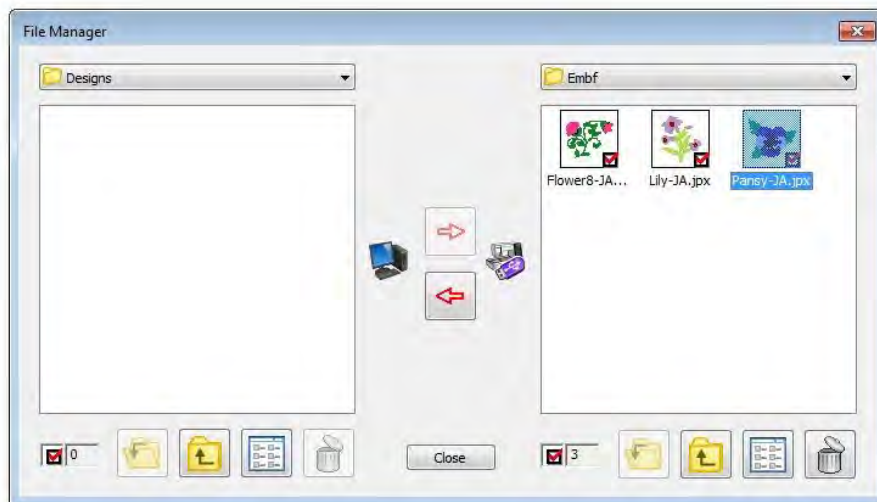 File Manager
Designs
Embf
Flower8-JA...
Lily-JA.jpx
Pansy-JA.jpx
0
Close
3